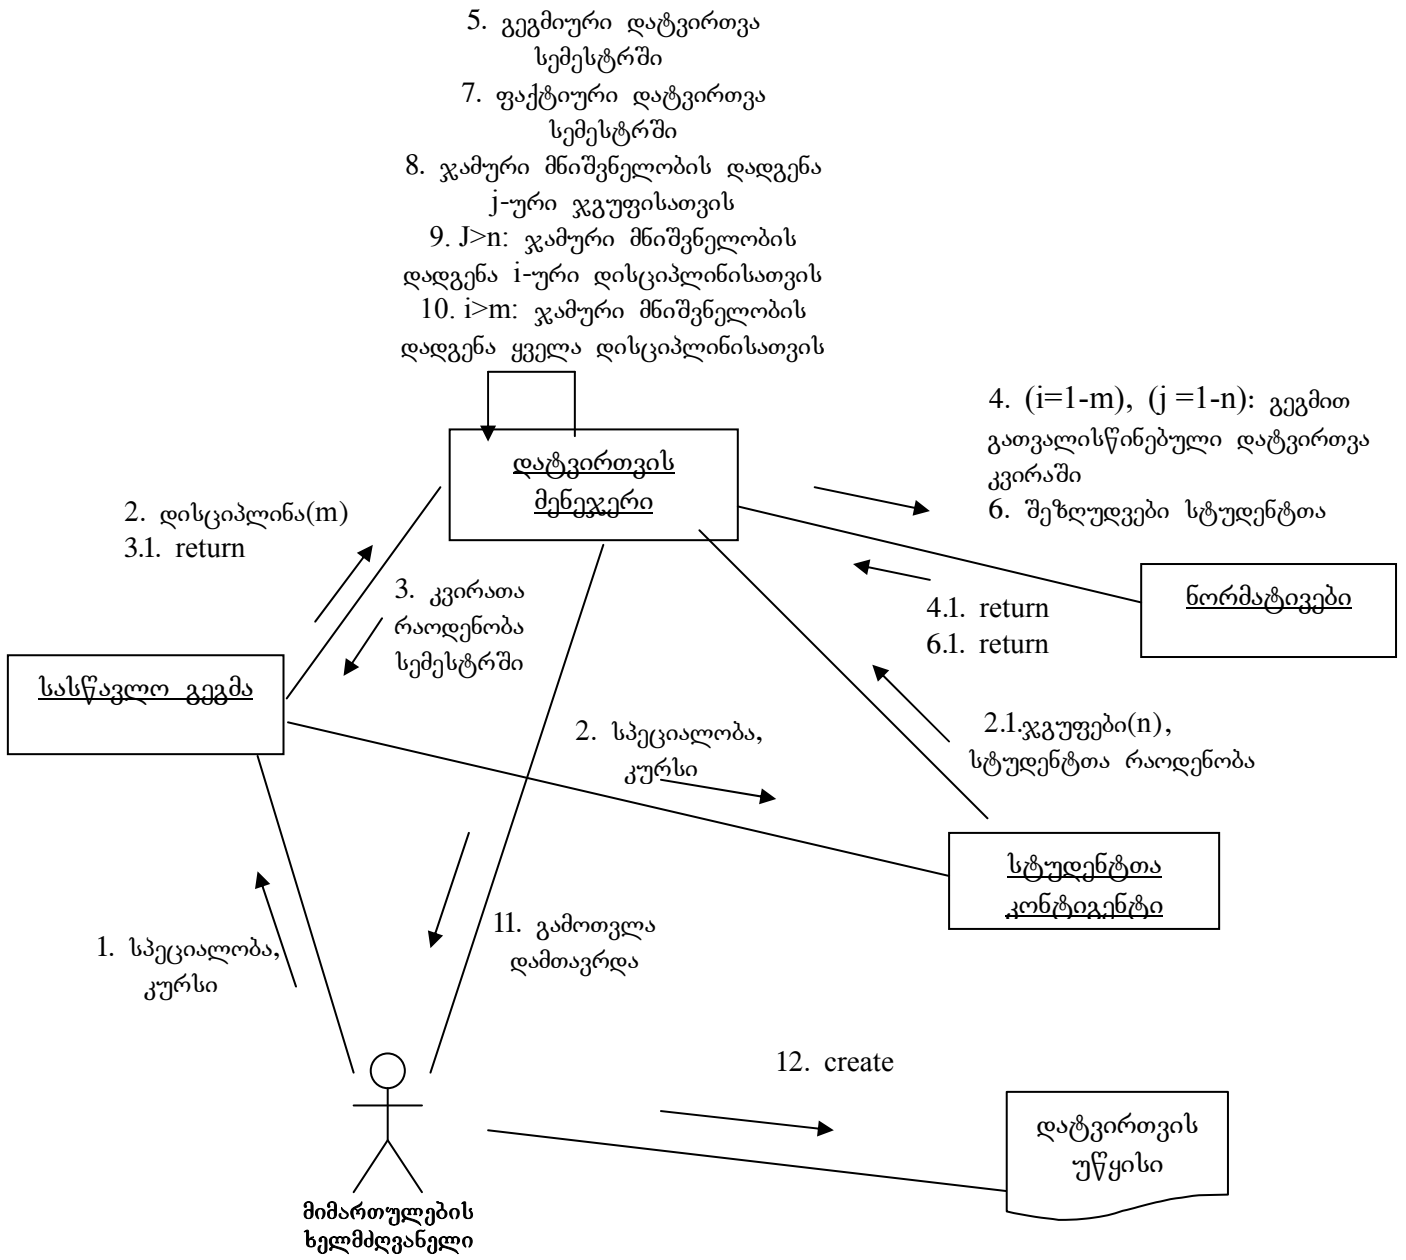 5. გეგმიური დატვირთვა
სემესტრში
7. ფაქტიური დატვირთვა
სემესტრში
8. ჯამური მნიშვნელობის დადგენა
j-ური ჯგუფისათვის
9. J>n: ჯამური მნიშვნელობის
დადგენა i-ური დისციპლინისათვის
10. i>m: ჯამური მნიშვნელობის
დადგენა ყველა დისციპლინისათვის
4. (i=1-m), (j =1-n): გეგმით
გათვალისწინებული დატვირთვა
კვირაში
6. შეზღუდვები სტუდენტთა
დატვირთვის
მენეჯერი
2. დისციპლინა(m)
3.1. return
3. კვირათა
რაოდენობა
სემესტრში
4.1. return
6.1. return
ნორმატივები
სასწავლო გეგმა
2. სპეციალობა,
კურსი
2.1.ჯგუფები(n),
სტუდენტთა რაოდენობა
სტუდენტთა
კონტიგენტი
1. სპეციალობა,
კურსი
11. გამოთვლა
დამთავრდა
12. create
დატვირთვის
უწყისი
მიმართულების
ხელმძღვანელი